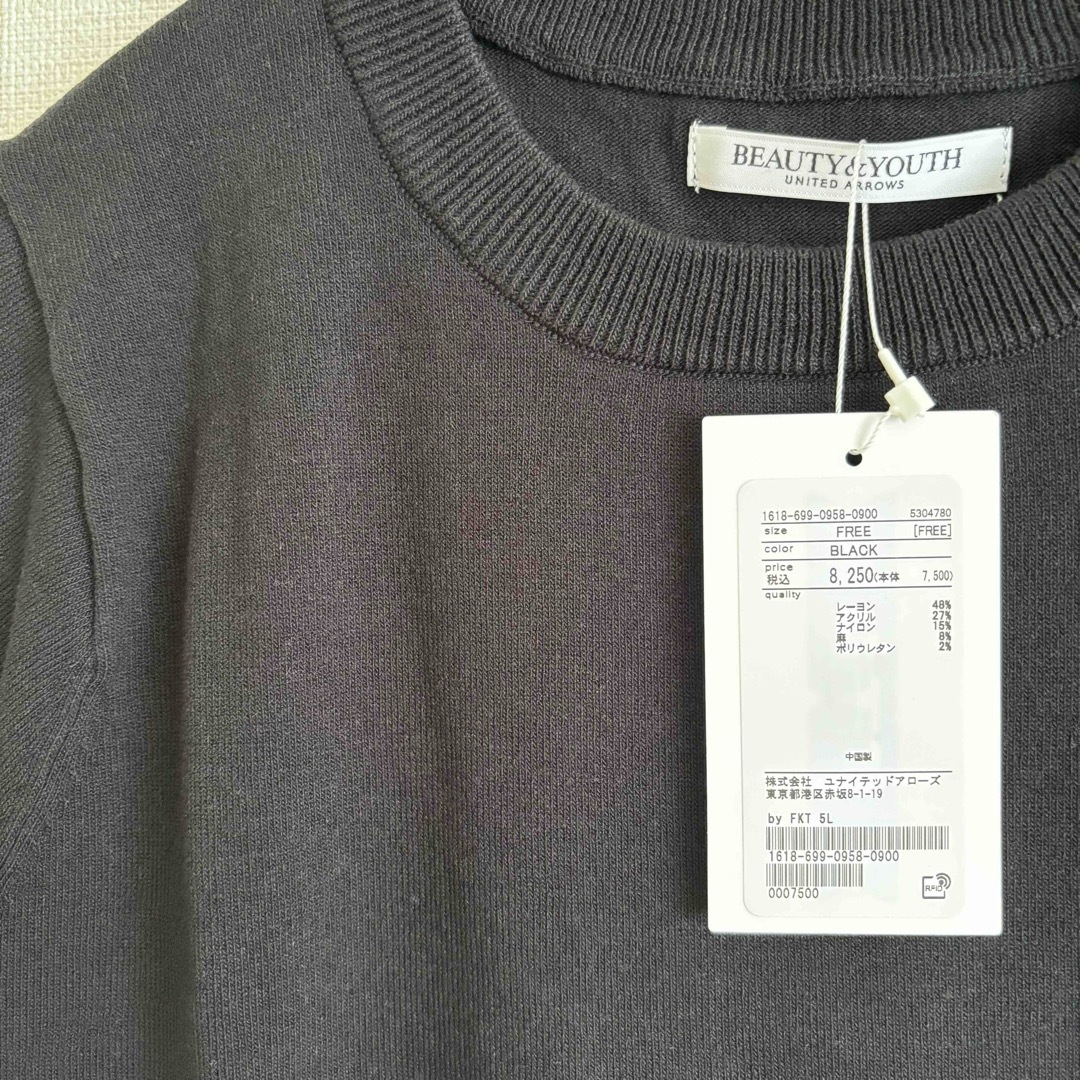 BEAUTY&YOUTH
UNITED ARROWS
1618-699-0958-0900 5304780
size FREE [FREE]
color BLACK
price
税込 8,250(本体 7,500)
quality
レーヨン 48%
アクリル 27%
ナイロン 15%
麻 8%
ポリウレタン 2%
中国製
株式会社 ユナイテッドアローズ
東京都港区赤坂8-1-19
by FKT 5L
1618-699-0958-0900
0007500
RFID